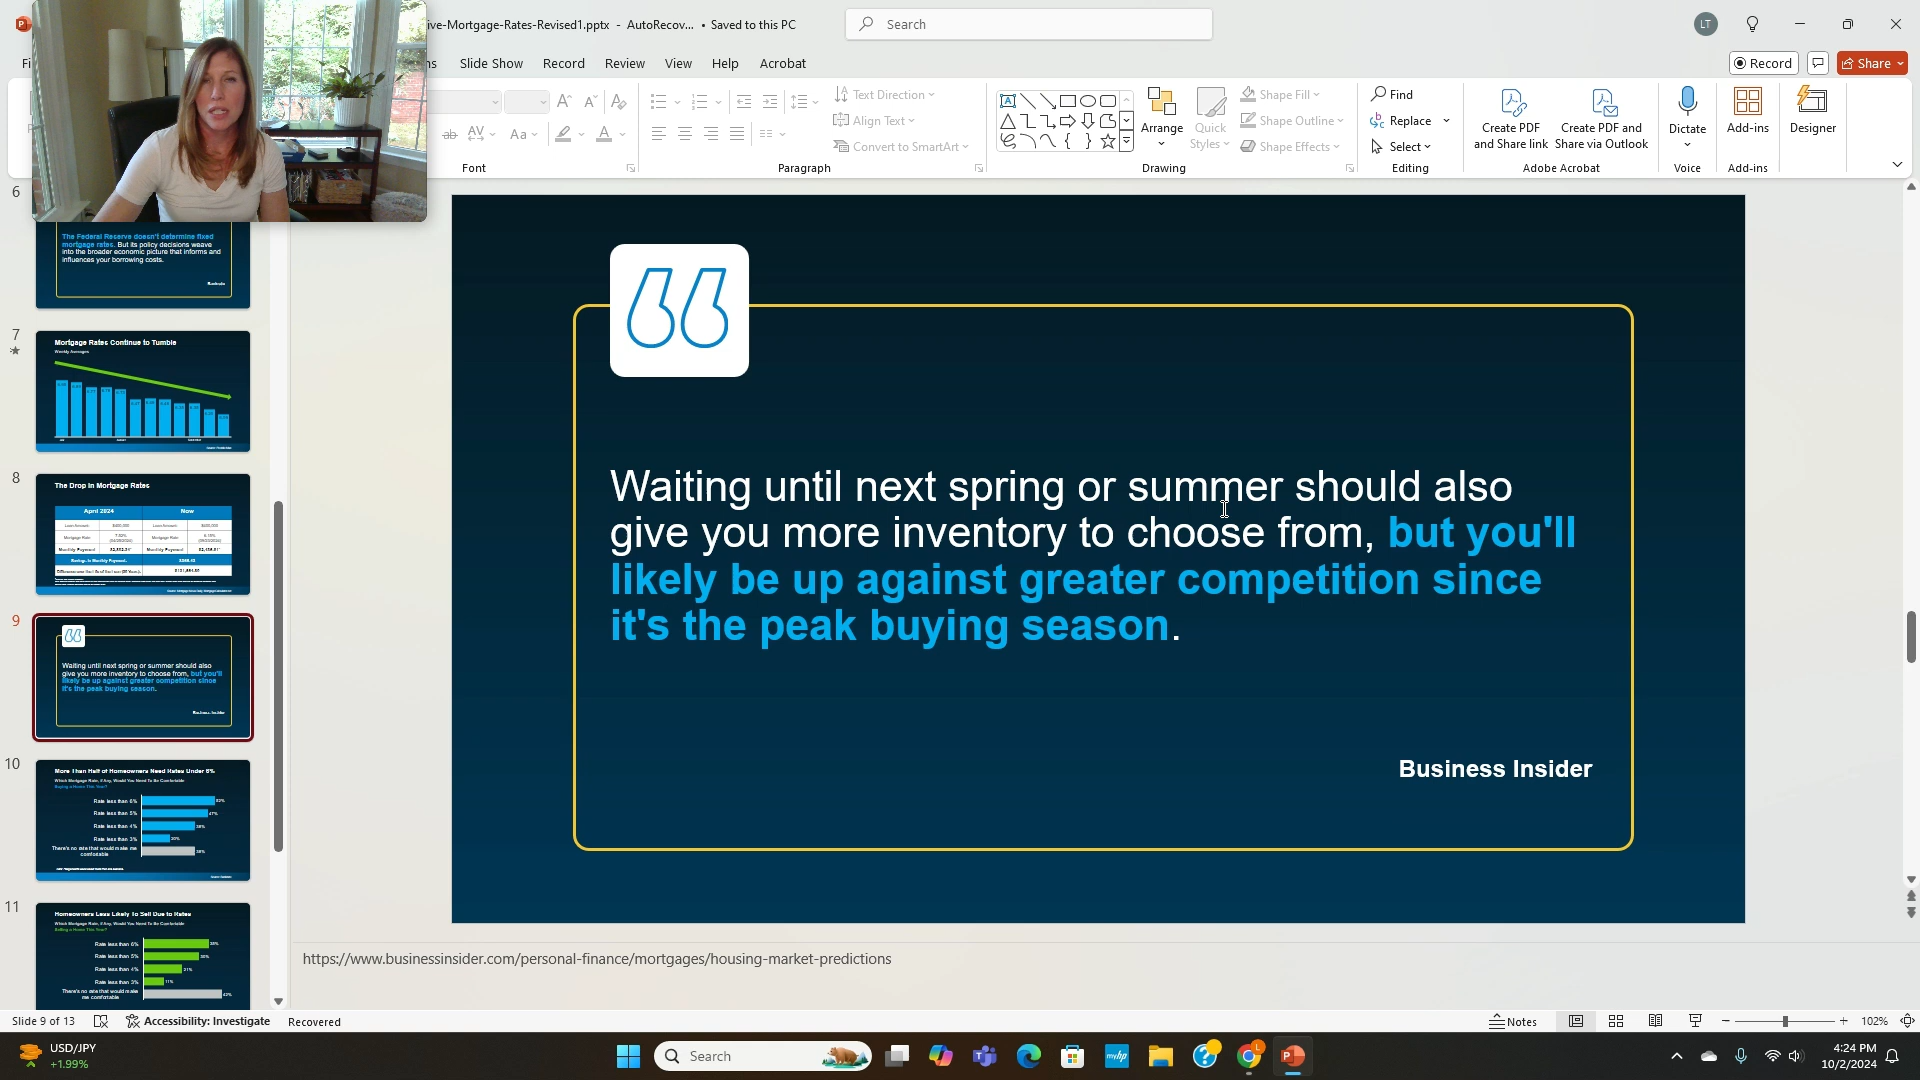 ive-Mortgage-Rates-Revised1.pptx - AutoRecov... • Saved to this PC
Search
LT
Slide Show
Record
Review
View
Help
Acrobat
Record
Share
Text Direction
Align Text
Convert to SmartArt
Aa
Arrange
Quick
Styles
Shape Fill
Shape Outline
Shape Effects
Find
Replace
Select
Create PDF
and Share link
Create PDF and
Share via Outlook
Dictate
Add-ins
Designer
Font
Paragraph
Drawing
Editing
Adobe Acrobat
Voice
Add-ins
6
The Federal Reserve doesn't determine fixed
mortgage rates. But its policy decisions weave
into the broader economic picture that informs and
influences your borrowing costs.
Bankrate
7
Mortgage Rates Continue to Tumble
Weekly Averages
8
The Drop In Mortgage Rates
April 2024
Now
9
Waiting until next spring or summer should also
give you more inventory to choose from, but you'll
likely be up against greater competition since
it's the peak buying season.
Business Insider
10
More Than Half of Homeowners Need Rates Under 6%
Which Mortgage Rate, if Any, Would You Need To Be Comfortable
Buying a Home This Year?
Rate less than 6%
Rate less than 5%
Rate less than 4%
Rate less than 3%
There's no rate that would make me
comfortable
11
Homeowners Less Likely To Sell Due to Rates
Which Mortgage Rate, if Any, Would You Need To Be Comfortable
Selling a Home This Year?
Rate less than 6%
Rate less than 5%
Rate less than 4%
Rate less than 3%
There's no rate that would make
me comfortable
Waiting until next spring or summer should also
give you more inventory to choose from, but you'll
likely be up against greater competition since
it's the peak buying season.
Business Insider
https://www.businessinsider.com/personal-finance/mortgages/housing-market-predictions
Slide 9 of 13
Accessibility: Investigate
Recovered
Notes
102%
USD/JPY
+1.99%
Search
4:24 PM
10/2/2024